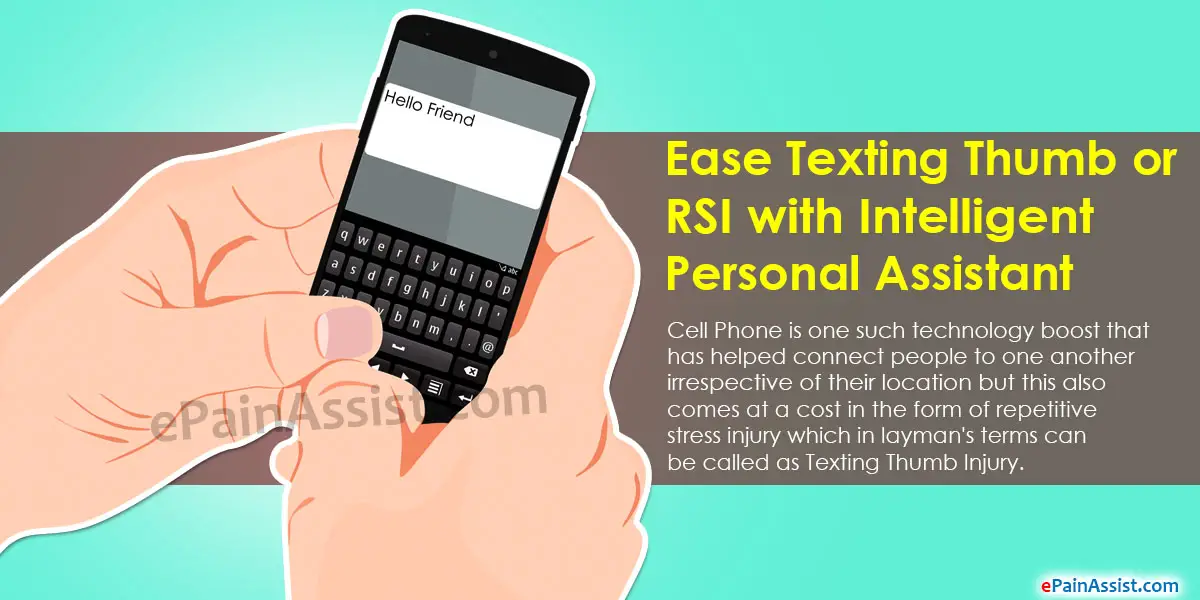 Hello Friend
q w e r t y u i o p
a s d f g h j k l '
b n m , . @
abc
ePainAssist.com
Ease Texting Thumb or
RSI with Intelligent
Personal Assistant
Cell Phone is one such technology boost that
has helped connect people to one another
irrespective of their location but this also
comes at a cost in the form of repetitive
stress injury which in layman's terms can
be called as Texting Thumb Injury.
ePainAssist.com